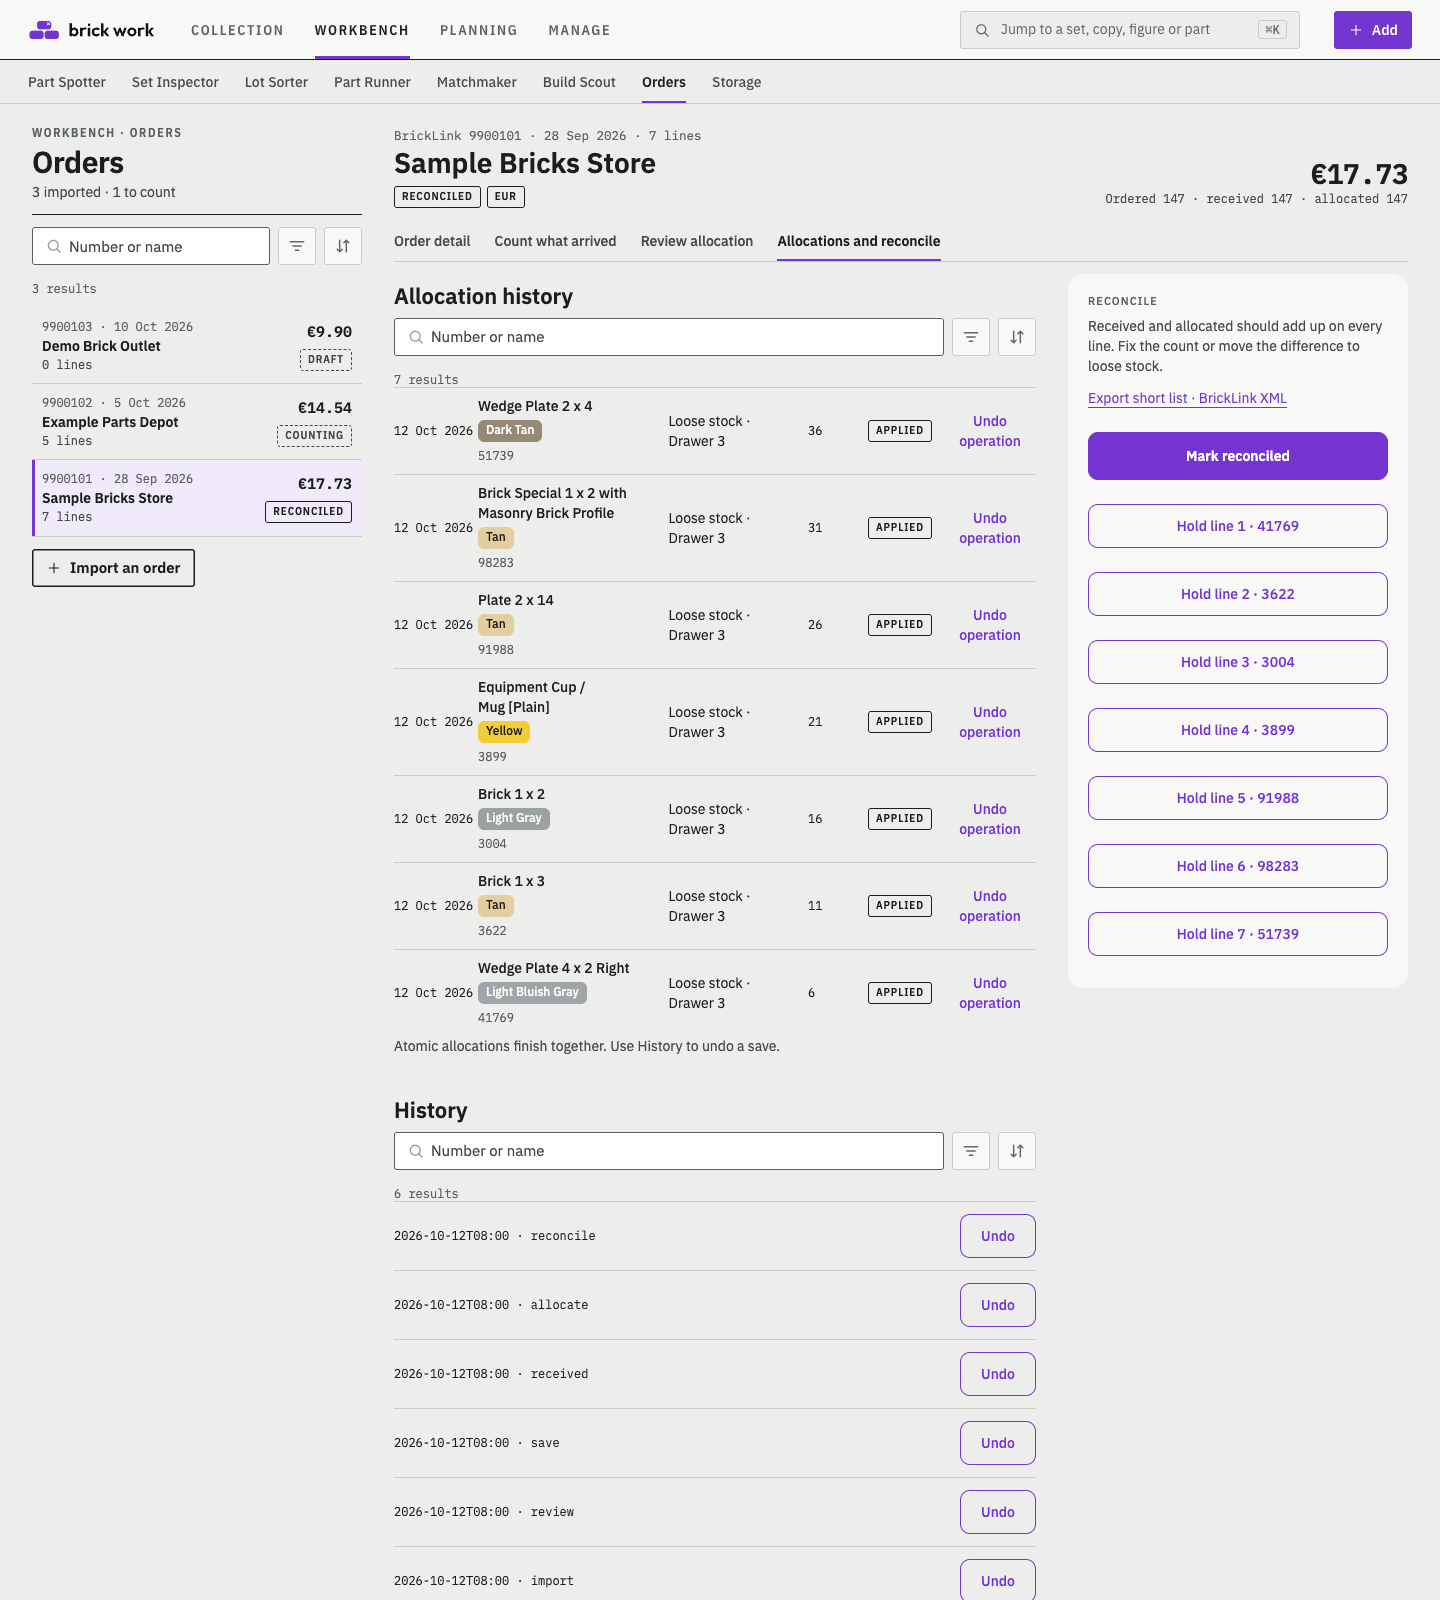 brick work
COLLECTION
WORKBENCH
PLANNING
MANAGE
Jump to a set, copy, figure or part
⌘K
+ Add
Part Spotter
Set Inspector
Lot Sorter
Part Runner
Matchmaker
Build Scout
Orders
Storage
WORKBENCH · ORDERS
Orders
3 imported · 1 to count
Number or name
3 results
9900103 · 10 Oct 2026
€9.90
Demo Brick Outlet
DRAFT
0 lines
9900102 · 5 Oct 2026
€14.54
Example Parts Depot
COUNTING
5 lines
9900101 · 28 Sep 2026
€17.73
Sample Bricks Store
RECONCILED
7 lines
+ Import an order
BrickLink 9900101 · 28 Sep 2026 · 7 lines
Sample Bricks Store
RECONCILED
EUR
€17.73
Ordered 147 · received 147 · allocated 147
Order detail
Count what arrived
Review allocation
Allocations and reconcile
Allocation history
Number or name
7 results
12 Oct 2026
Wedge Plate 2 x 4
Dark Tan
51739
Loose stock ·
Drawer 3
36
APPLIED
Undo
operation
12 Oct 2026
Brick Special 1 x 2 with
Masonry Brick Profile
Tan
98283
Loose stock ·
Drawer 3
31
APPLIED
Undo
operation
12 Oct 2026
Plate 2 x 14
Tan
91988
Loose stock ·
Drawer 3
26
APPLIED
Undo
operation
12 Oct 2026
Equipment Cup /
Mug [Plain]
Yellow
3899
Loose stock ·
Drawer 3
21
APPLIED
Undo
operation
12 Oct 2026
Brick 1 x 2
Light Gray
3004
Loose stock ·
Drawer 3
16
APPLIED
Undo
operation
12 Oct 2026
Brick 1 x 3
Tan
3622
Loose stock ·
Drawer 3
11
APPLIED
Undo
operation
12 Oct 2026
Wedge Plate 4 x 2 Right
Light Bluish Gray
41769
Loose stock ·
Drawer 3
6
APPLIED
Undo
operation
Atomic allocations finish together. Use History to undo a save.
RECONCILE
Received and allocated should add up on every
line. Fix the count or move the difference to
loose stock.
Export short list · BrickLink XML
Mark reconciled
Hold line 1 · 41769
Hold line 2 · 3622
Hold line 3 · 3004
Hold line 4 · 3899
Hold line 5 · 91988
Hold line 6 · 98283
Hold line 7 · 51739
History
Number or name
6 results
2026-10-12T08:00 · reconcile
Undo
2026-10-12T08:00 · allocate
Undo
2026-10-12T08:00 · received
Undo
2026-10-12T08:00 · save
Undo
2026-10-12T08:00 · review
Undo
2026-10-12T08:00 · import
Undo